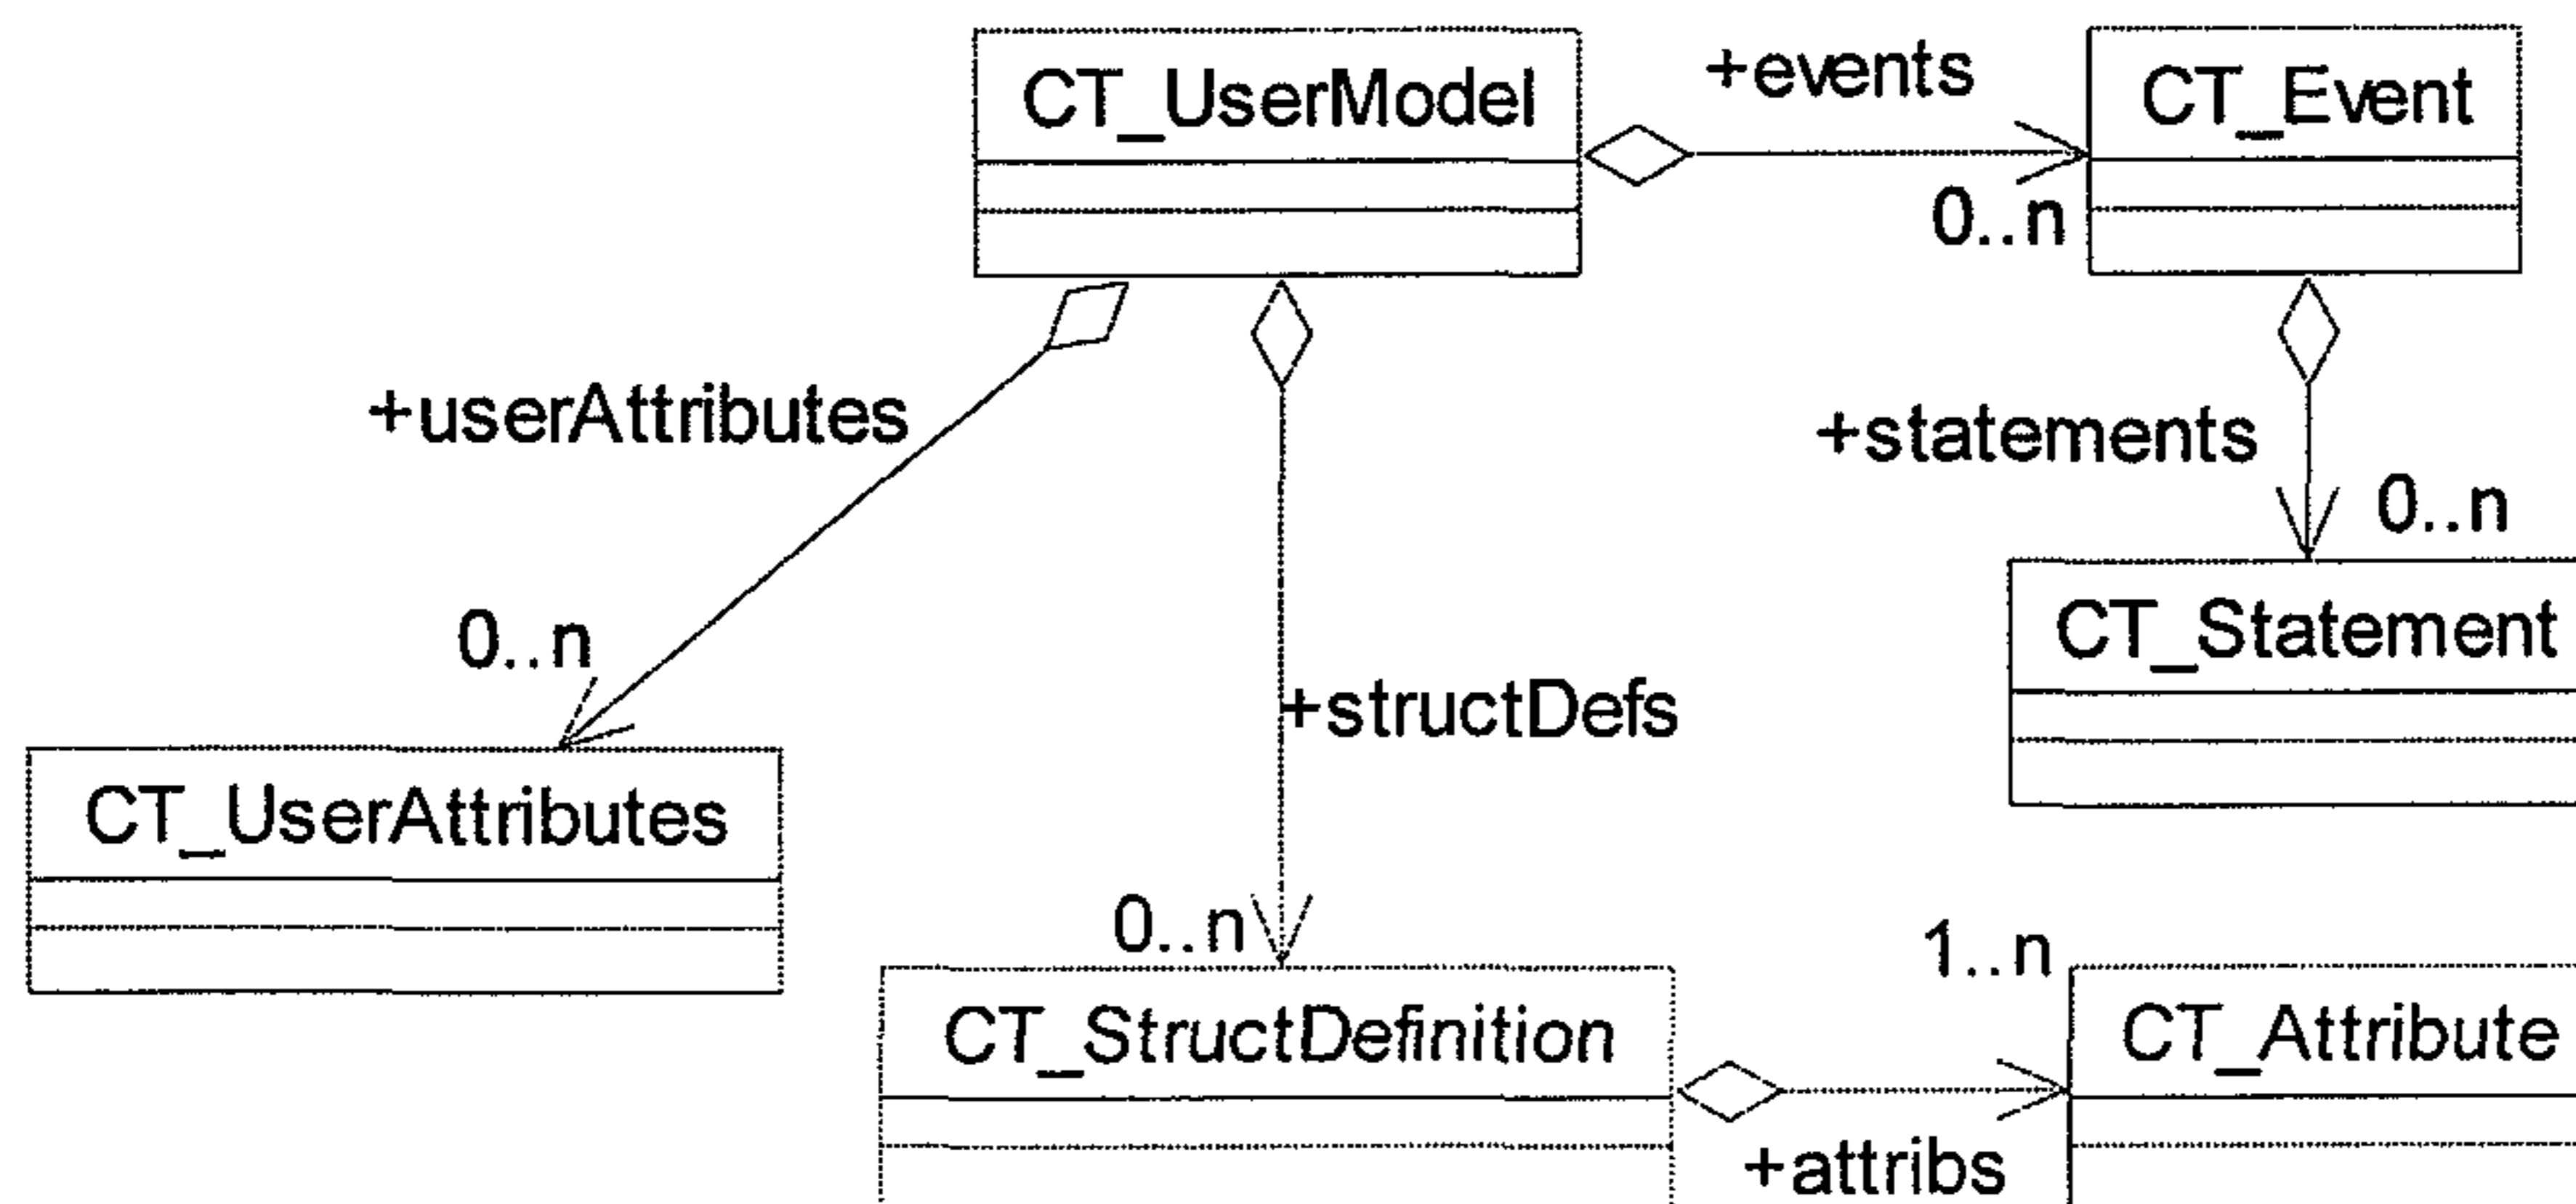 CT_UserModel
+events
0..n
CT_Event
+userAttributes
0..n
+statements
0..n
+structDefs
0..n
CT_Statement
CT_UserAttributes
CT_StructDefinition
+attribs
1..n
CT_Attribute